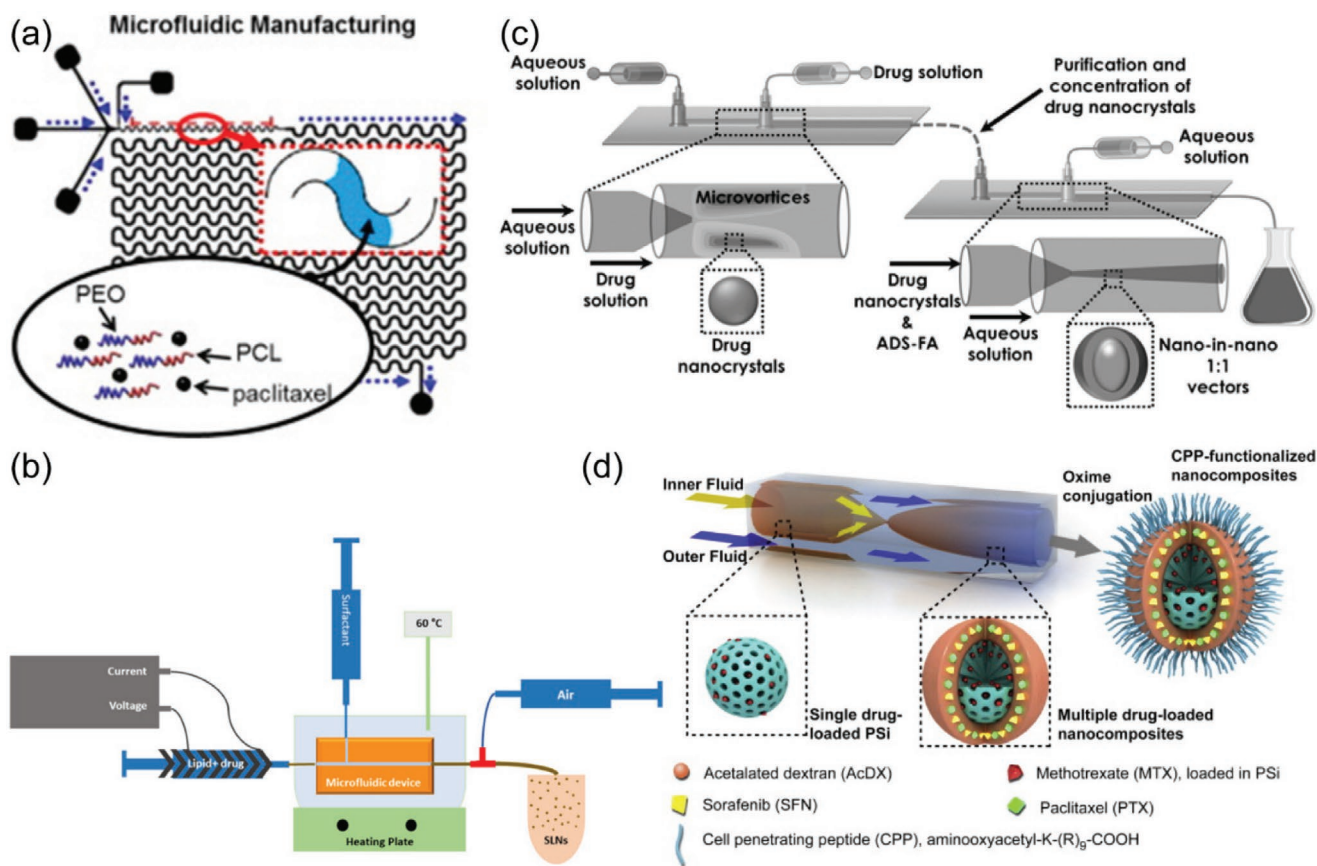 (a)
Microfluidic Manufacturing
PEO
PCL
paclitaxel
(c)
Aqueous
solution
Drug solution
Purification and
concentration of
drug nanocrystals
Aqueous
solution
Microvortices
Aqueous
solution
Drug
solution
Drug
nanocrystals
Drug
nanocrystals
&
ADS-FA
Aqueous
solution
Nano-in-nano
1:1
vectors
(b)
Current
Voltage
Lipid+ drug
Surfactant
60 °C
Air
Microfluidic device
Heating Plate
SLNs
(d)
Inner Fluid
Outer Fluid
Oxime
conjugation
CPP-functionalized
nanocomposites
Single drug-
loaded PSi
Multiple drug-loaded
nanocomposites
Acetalated dextran (AcDX)
Methotrexate (MTX), loaded in PSi
Sorafenib (SFN)
Paclitaxel (PTX)
Cell penetrating peptide (CPP), aminooxyacetyl-K-(R)₉-COOH